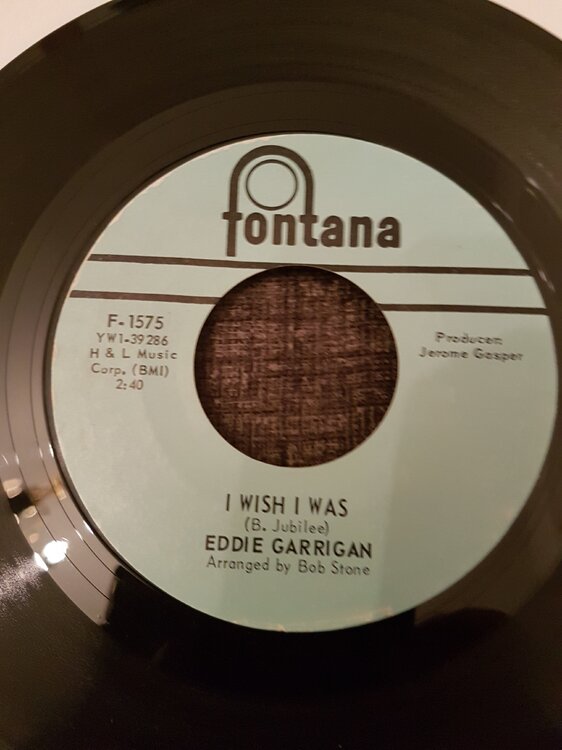 fontana
F-1575
YW1-39286
H & L Music
Corp. (BMI)
2:40
Producer:
Jerome Gasper
I WISH I WAS
(B. Jubilee)
EDDIE GARRIGAN
Arranged by Bob Stone